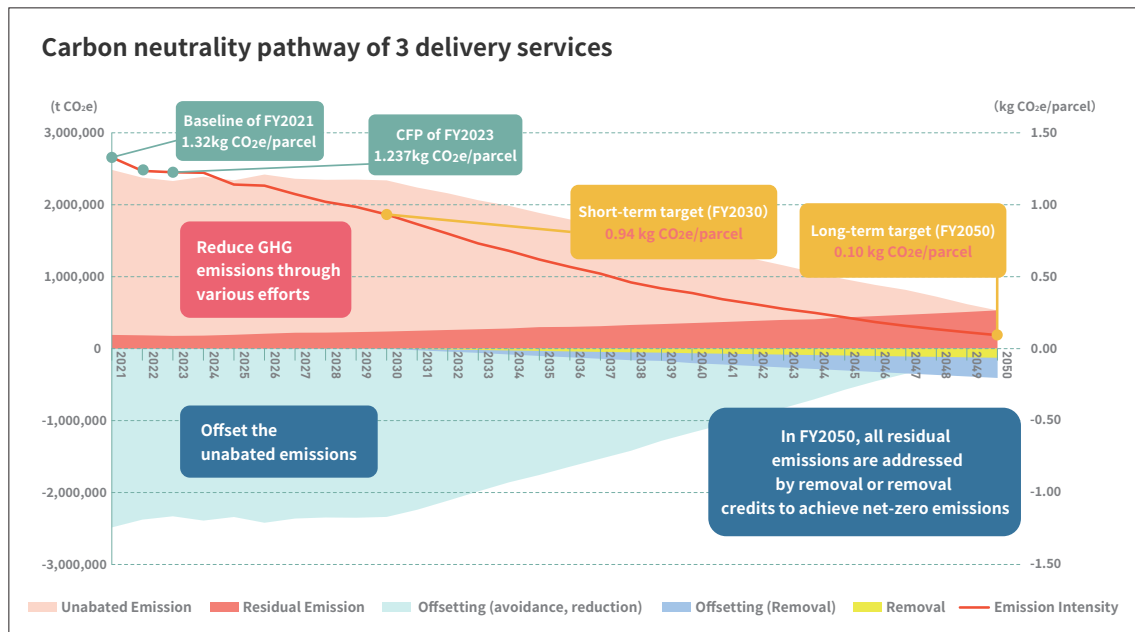 Carbon neutrality pathway of 3 delivery services
(t CO₂e)
(kg CO₂e/parcel)
3,000,000
2,000,000
1,000,000
0
-1,000,000
-2,000,000
-3,000,000
1.50
1.00
0.50
0.00
-0.50
-1.00
-1.50
Baseline of FY2021
1.32kg CO₂e/parcel
CFP of FY2023
1.237kg CO₂e/parcel
Short-term target (FY2030)
0.94 kg CO₂e/parcel
Long-term target (FY2050)
0.10 kg CO₂e/parcel
Reduce GHG
emissions through
various efforts
2021
2022
2023
2024
2025
2026
2027
2028
2029
2030
2031
2032
2033
2034
2035
2036
2037
2038
2039
2040
2041
2042
2043
2044
2045
2046
2047
2048
2049
2050
Offset the
unabated emissions
In FY2050, all residual
emissions are addressed
by removal or removal
credits to achieve net-zero emissions
Unabated Emission
Residual Emission
Offsetting (avoidance, reduction)
Offsetting (Removal)
Removal
Emission Intensity